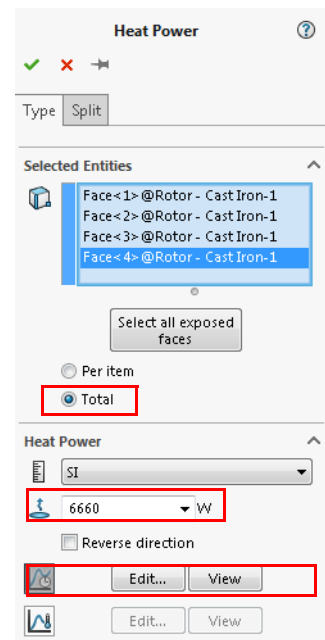 Heat Power
?
Type Split
Selected Entities
Face<1>@Rotor - Cast Iron-1
Face<2>@Rotor - Cast Iron-1
Face<3>@Rotor - Cast Iron-1
Face<4>@Rotor - Cast Iron-1
Select all exposed
faces
Per item
Total
Heat Power
SI
6660 W
Reverse direction
Edit... View
Edit... View